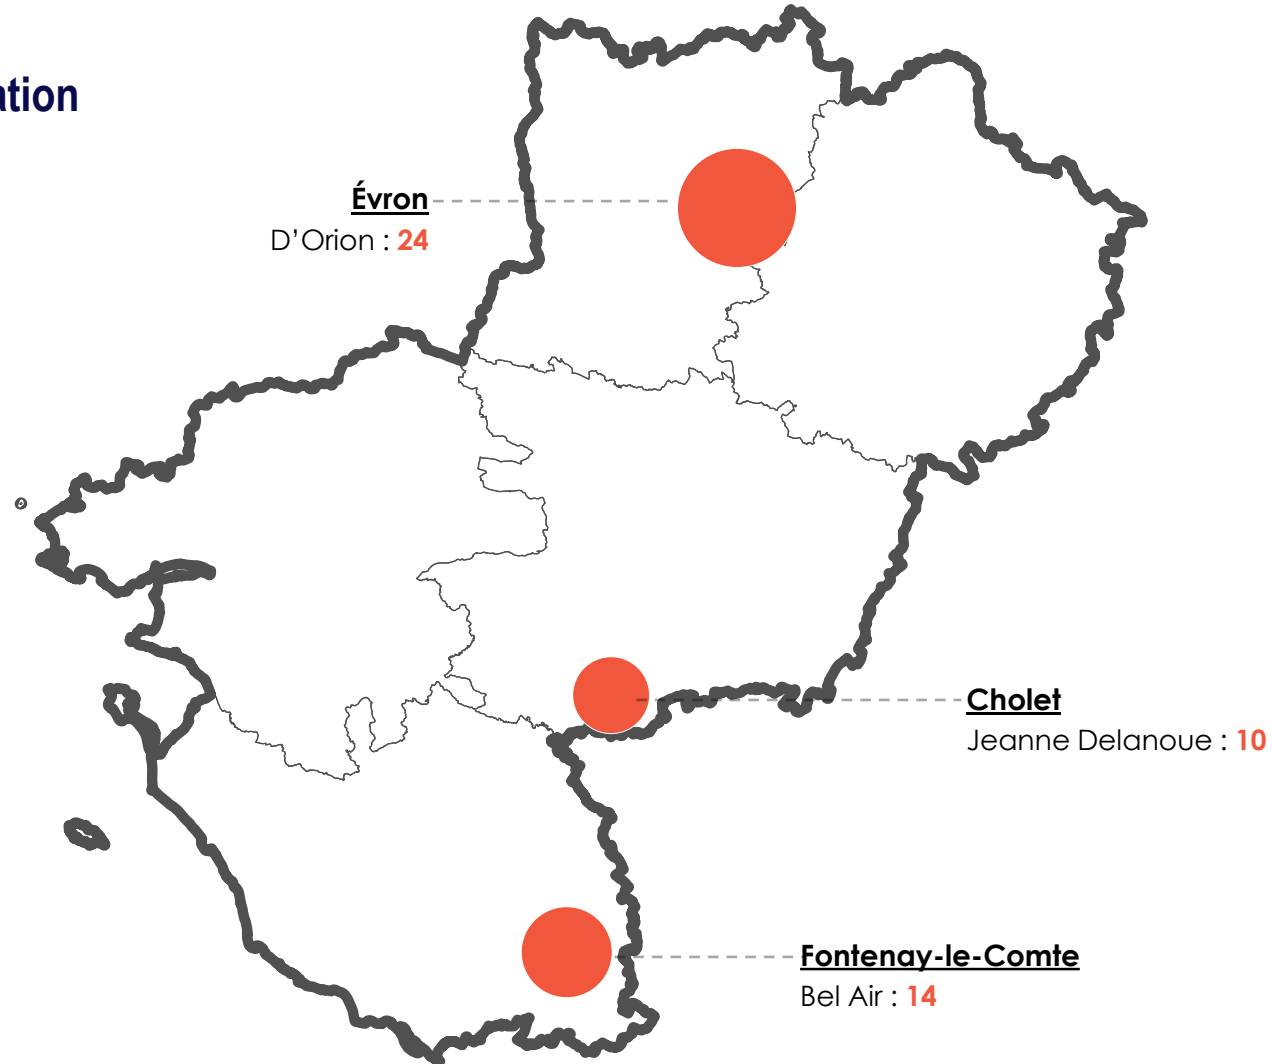 ation
Évron
D'Orion : 24
Cholet
Jeanne Delanoue : 10
Fontenay-le-Comte
Bel Air : 14